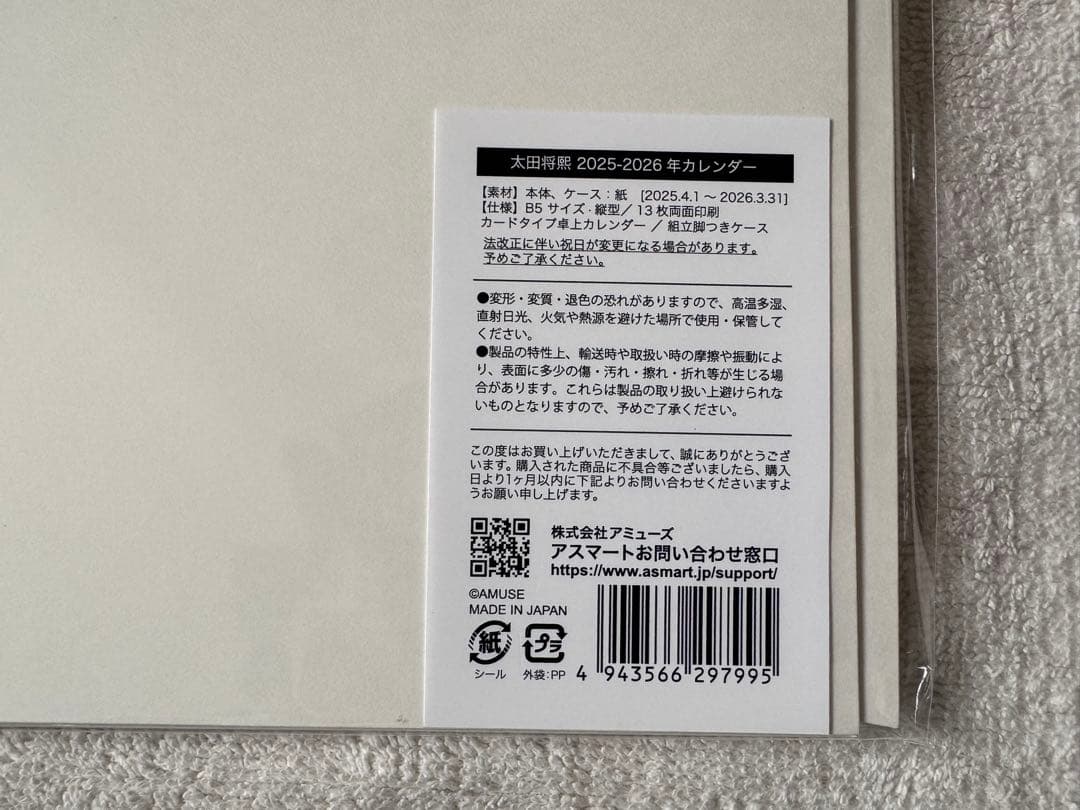 太田将熙 2025-2026 年カレンダー
【素材】本体、ケース：紙 [2025.4.1 ～ 2026.3.31]
【仕様】B5 サイズ・縦型／ 13 枚両面印刷
カードタイプ卓上カレンダー ／ 組立脚つきケース
法改正に伴い祝日が変更になる場合があります。
予めご了承ください。
●変形・変質・退色の恐れがありますので、高温多湿、
直射日光、火気や熱源を避けた場所で使用・保管して
ください。
●製品の特性上、輸送時や取扱い時の摩擦や振動によ
り、表面に多少の傷・汚れ・擦れ・折れ等が生じる場
合があります。これらは製品の取り扱い上避けられな
いものとなりますので、予めご了承ください。
この度はお買い上げいただきまして、誠にありがとうござ
います。購入された商品に不具合等ございましたら、購入
日より1ヶ月以内に下記よりお問い合わせくださいますよ
うお願い申し上げます。
株式会社アミューズ
アスマートお問い合わせ窓口
https://www.asmart.jp/support/
©AMUSE
MADE IN JAPAN
紙 プラ
シール 外袋：PP
4 943566 297995